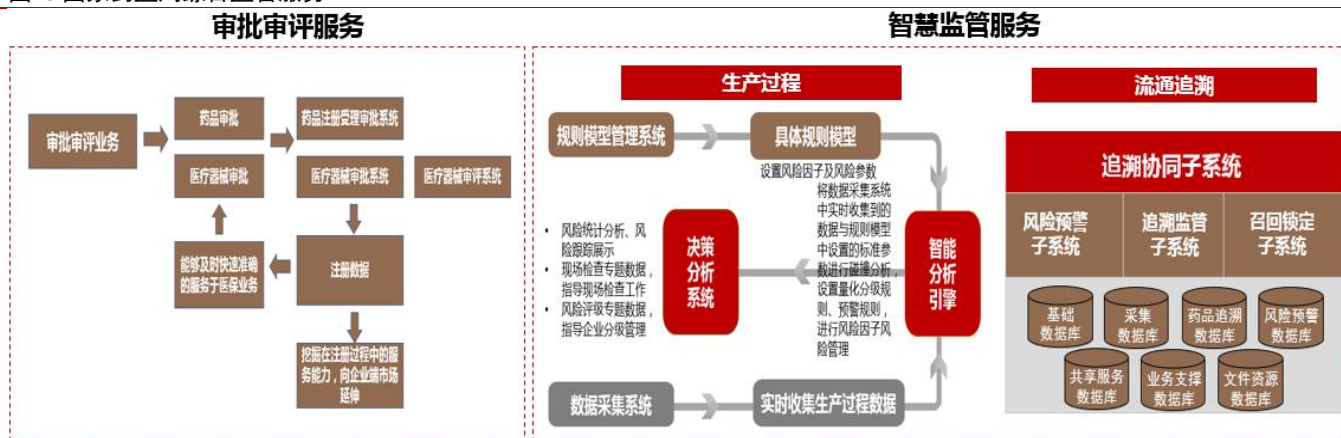 审批审评服务
审批审评业务
药品审批
药品注册受理审批系统
医疗器械审批
医疗器械审批系统
医疗器械审评系统
能够及时快速准确
的服务于医保业务
注册数据
挖掘在注册过程中的服
务能力，向企业端市场
延伸
智慧监管服务
生产过程
规则模型管理系统
具体规则模型
设置风险因子及风险参数
将数据采集系统
中实时收集到的
数据与规则模型
中设置的标准参
数进行碰撞分析，
设置量化分级规
则、预警规则，
进行风险因子风
险管理
• 风险统计分析、风
险跟踪展示
• 现场检查专题数据，
指导现场检查工作
• 风险评级专题数据，
指导企业分级管理
决策
分析
系统
智能
分析
引擎
数据采集系统
实时收集生产过程数据
流通追溯
追溯协同子系统
风险预警
子系统
追溯监管
子系统
召回锁定
子系统
基础
数据库
采集
数据库
药品追溯
数据库
风险预警
数据库
共享服务
数据库
业务支撑
数据库
文件资源
数据库